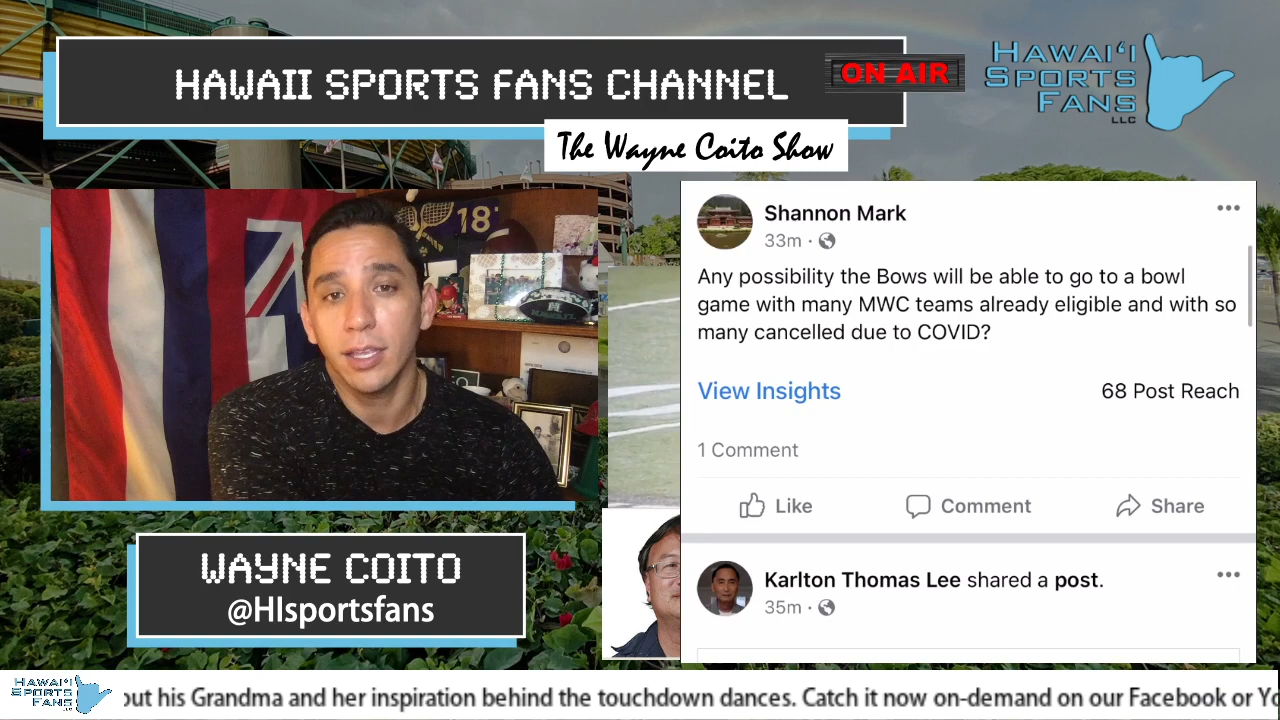 HAWAII SPORTS FANS CHANNEL
ON AIR
HAWAI‘I
SPORTS
FANS
LLC
The Wayne Coito Show
18
Shannon Mark
33m
Any possibility the Bows will be able to go to a bowl
game with many MWC teams already eligible and with so
many cancelled due to COVID?
View Insights
68 Post Reach
1 Comment
Like
Comment
Share
Karlton Thomas Lee shared a post.
35m
WAYNE COITO
@HIsportsfans
HAWAI‘I
SPORTS
FANS
out his Grandma and her inspiration behind the touchdown dances. Catch it now on-demand on our Facebook or Yo